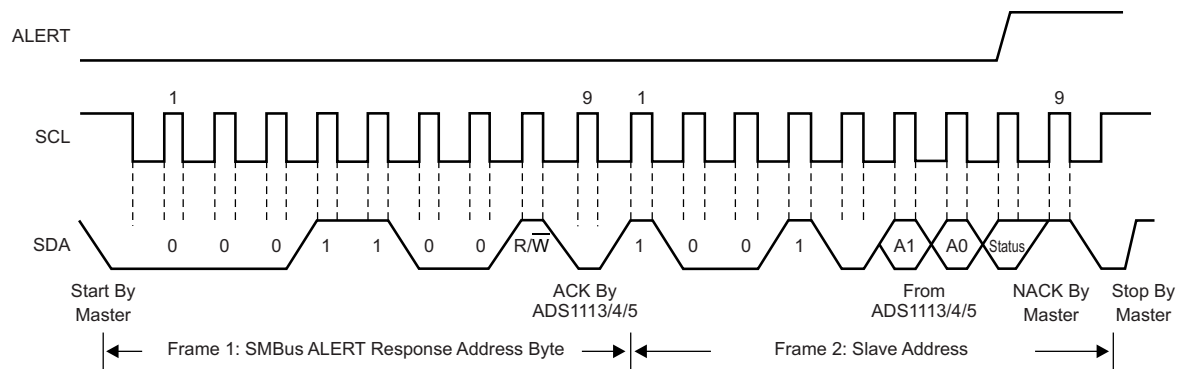 ALERT
1 9 1 9
SCL
SDA
0 0 0 1 1 0 0 R/W 1 0 0 1 A1 A0 Status
Start By
Master
ACK By
ADS1113/4/5
From
ADS1113/4/5
NACK By
Master
Stop By
Master
Frame 1: SMBus ALERT Response Address Byte
Frame 2: Slave Address